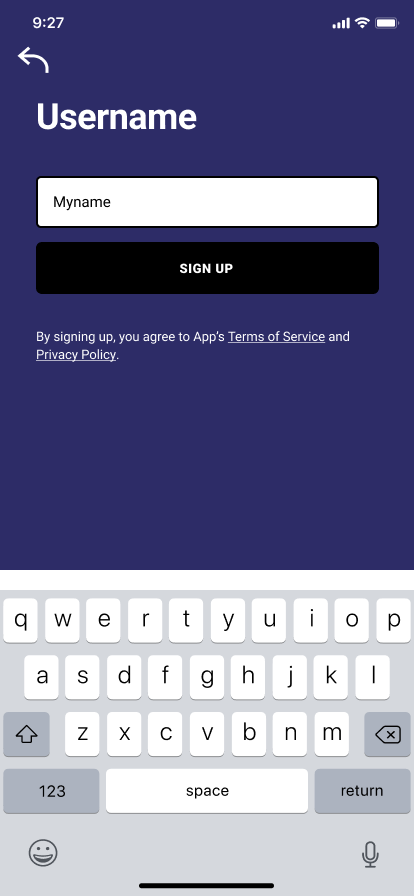 9:27
Username
Myname
SIGN UP
By signing up, you agree to App’s Terms of Service and
Privacy Policy.
q w e r t y u i o p
a s d f g h j k l
z x c v b n m
123 space return